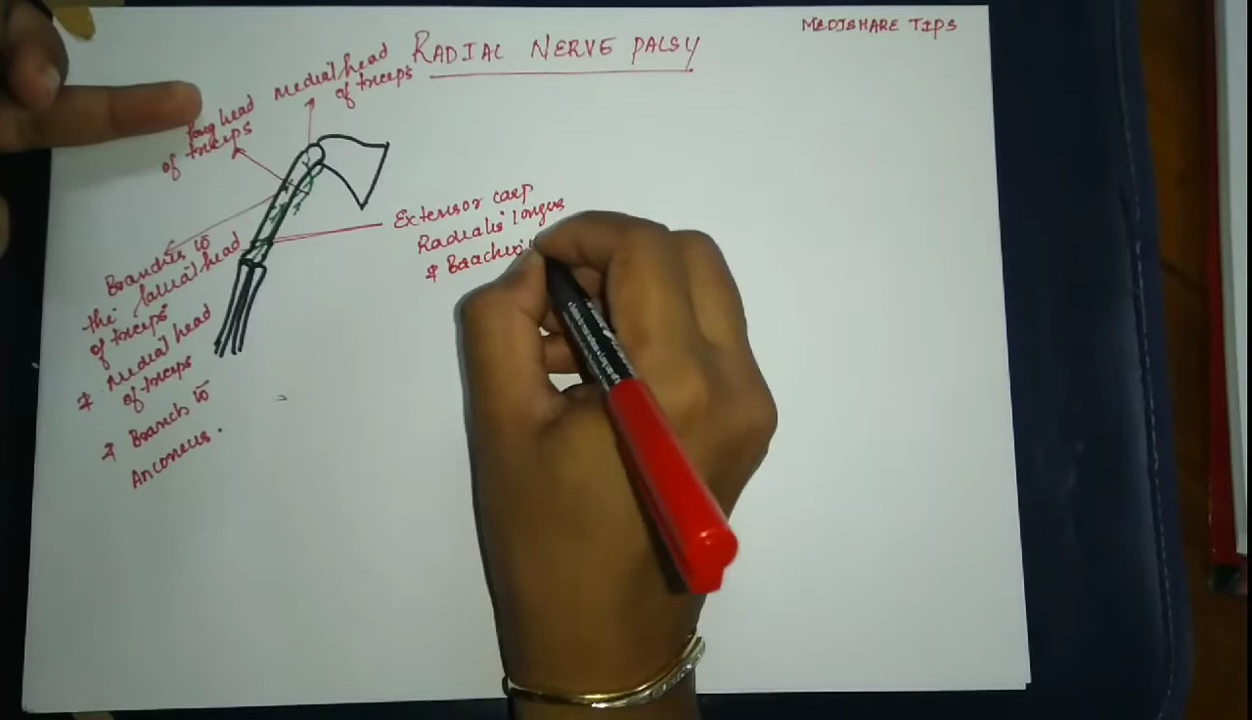 MEDISHARE TIPS
RADIAL NERVE PALSY
Medial head
of triceps
long head
of triceps
Extensor carp
Radialis longus
& Brachior
Branches to
the lateral head
of triceps
& Medial head
of triceps
& Branch to
Anconeus.